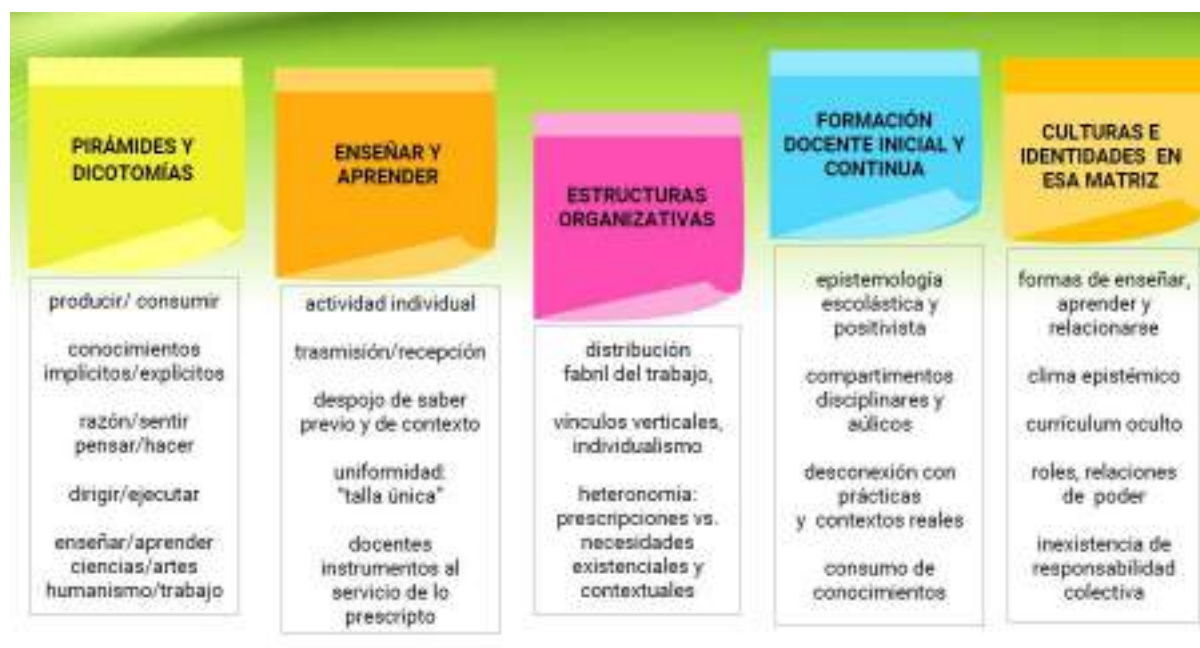 PIRÁMIDES Y
DICOTOMÍAS
producir/ consumir
conocimientos
implícitos/explícitos
razón/sentir
pensar/hacer
dirigir/ejecutar
enseñar/aprender
ciencias/artes
humanismo/trabajo
ENSEÑAR Y
APRENDER
actividad individual
trasmisión/recepción
despojo de saber
previo y de contexto
uniformidad:
"talla única"
docentes
instrumentos al
servicio de lo
prescripto
ESTRUCTURAS
ORGANIZATIVAS
distribución
fabril del trabajo,
vínculos verticales,
individualismo
heteronomía:
prescripciones vs.
necesidades
existenciales y
contextuales
FORMACIÓN
DOCENTE INICIAL Y
CONTINUA
epistemología
escolástica y
positivista
compartimentos
disciplinares y
aúlicos
desconexión con
prácticas
y contextos reales
consumo de
conocimientos
CULTURAS E
IDENTIDADES EN
ESA MATRIZ
formas de enseñar,
aprender y
relacionarse
clima epistémico
currículum oculto
roles, relaciones
de poder
inexistencia de
responsabilidad
colectiva